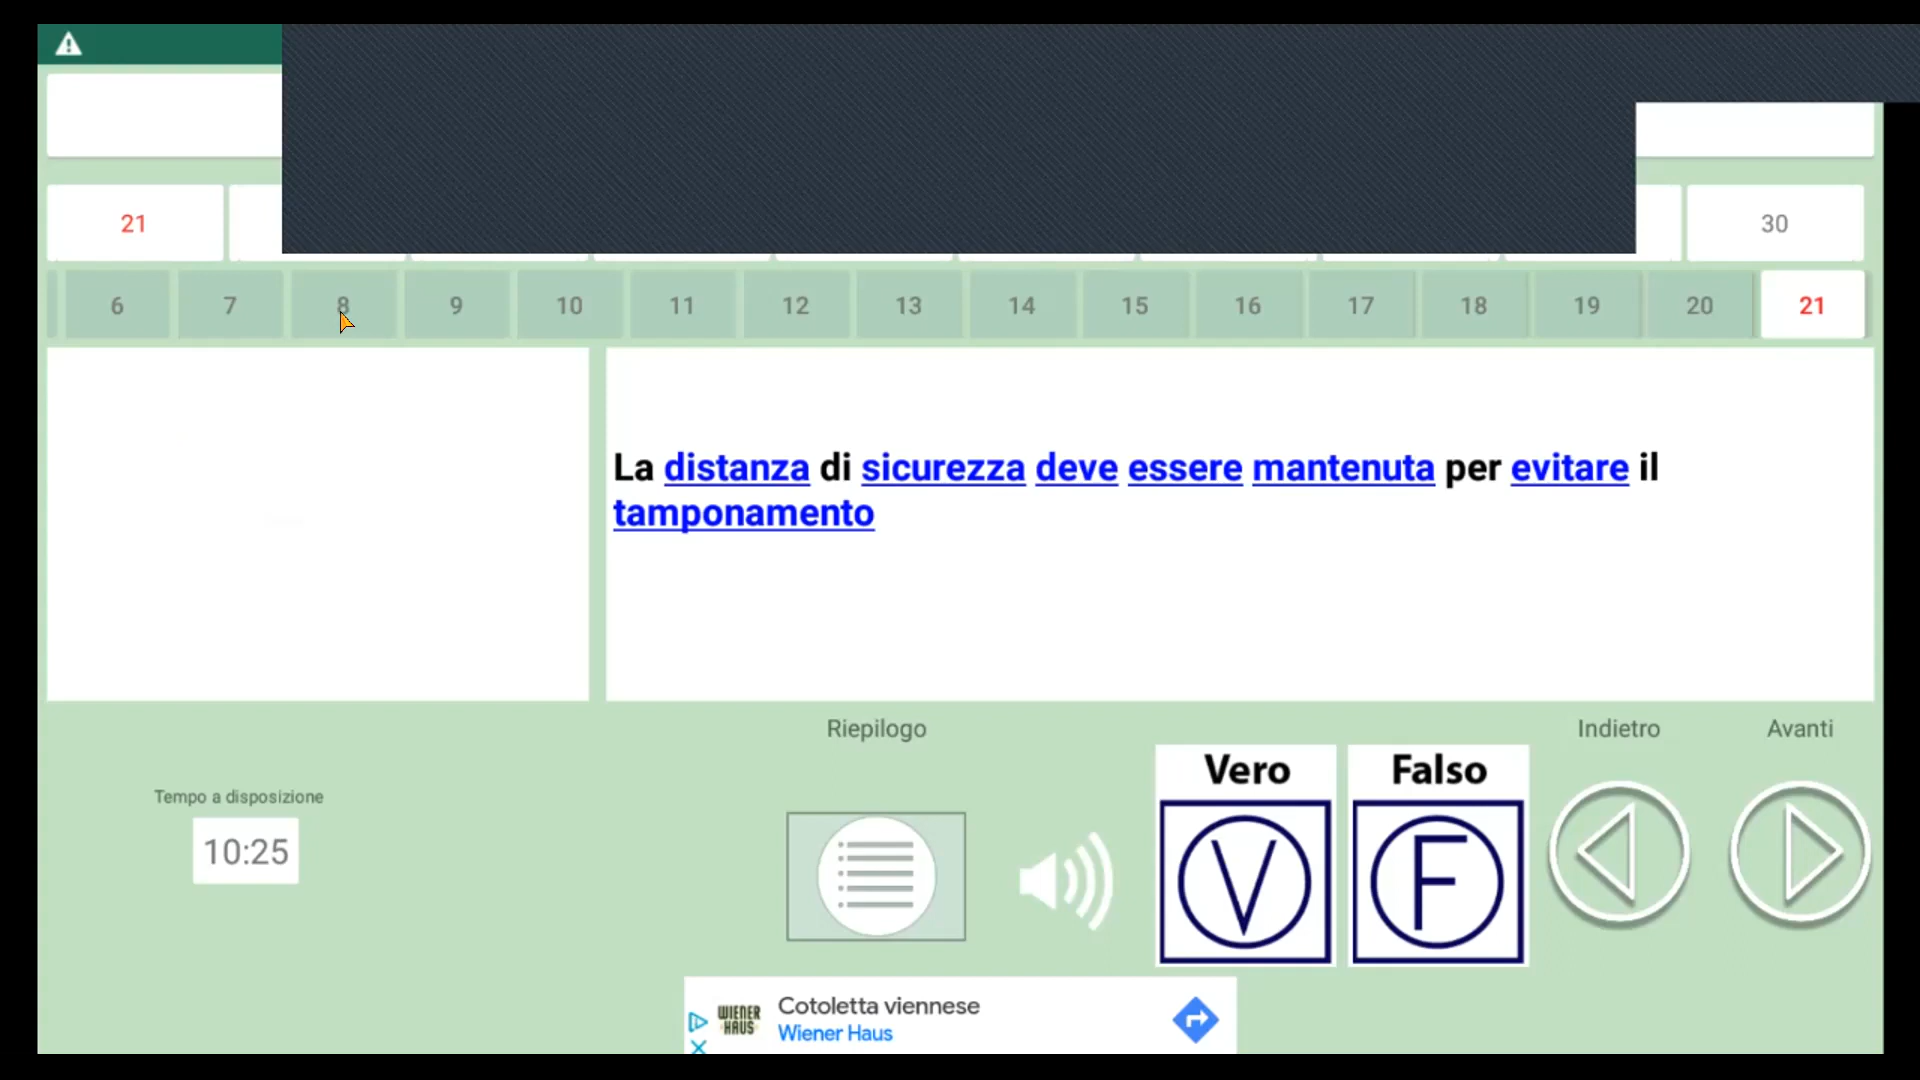 21
30
6 7 8 9 10 11 12 13 14 15 16 17 18 19 20 21
La distanza di sicurezza deve essere mantenuta per evitare il
tamponamento
Riepilogo
Indietro
Avanti
Vero
Falso
V
F
Tempo a disposizione
10:25
WIENER
HAUS
Cotoletta viennese
Wiener Haus